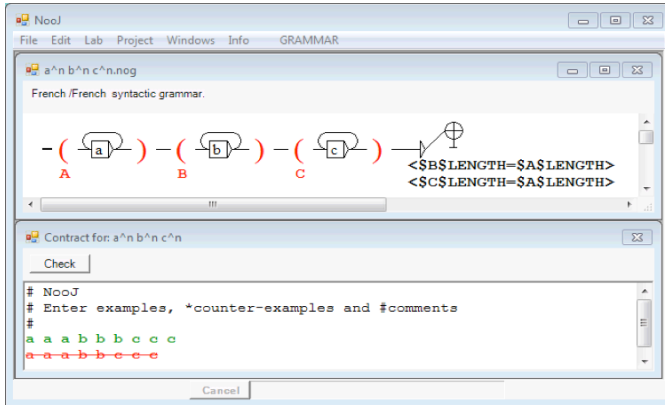 NooJ
File Edit Lab Project Windows Info GRAMMAR
a^n b^n c^n.nog
French /French syntactic grammar.
-( a ) -( b ) -( c )
A B C
<$B$LENGTH=$A$LENGTH>
<$C$LENGTH=$A$LENGTH>
Contract for: a^n b^n c^n
Check
# NooJ
# Enter examples, *counter-examples and #comments
#
a a a b b b c c c
a a a b b c c c
Cancel